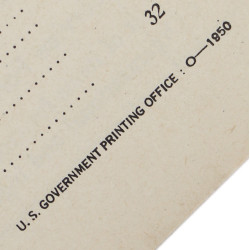 32
U. S. GOVERNMENT PRINTING OFFICE : O—1950